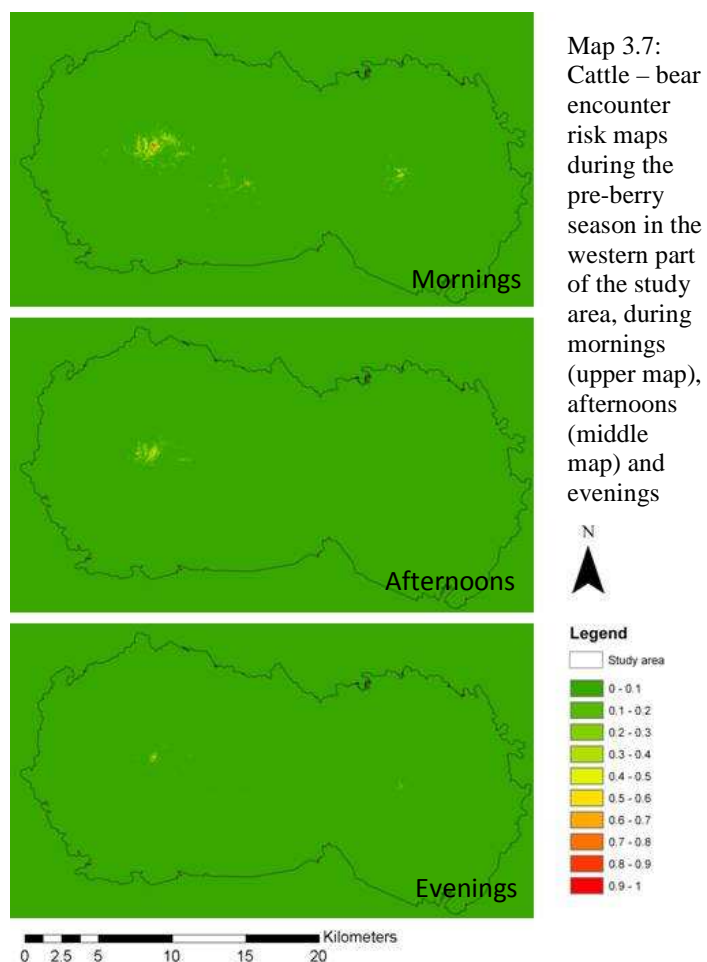 Map 3.7:
Cattle – bear
encounter
risk maps
during the
pre-berry
season in the
western part
of the study
area, during
mornings
(upper map),
afternoons
(middle
map) and
evenings
Mornings
Afternoons
Evenings
N
Legend
Study area
0 - 0.1
0.1 - 0.2
0.2 - 0.3
0.3 - 0.4
0.4 - 0.5
0.5 - 0.6
0.6 - 0.7
0.7 - 0.8
0.8 - 0.9
0.9 - 1
Kilometers
0 2.5 5 10 15 20